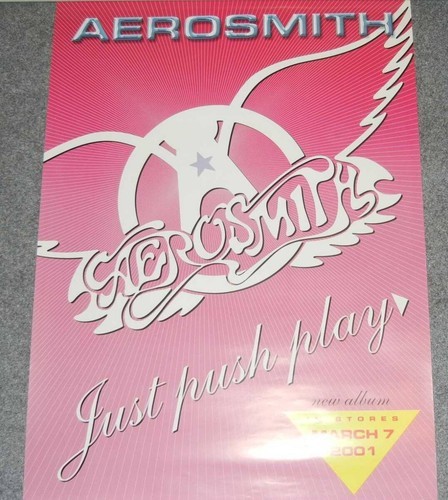 AEROSMITH
AEROSMITH
Just push play
new album
STORES
MARCH 7
2001